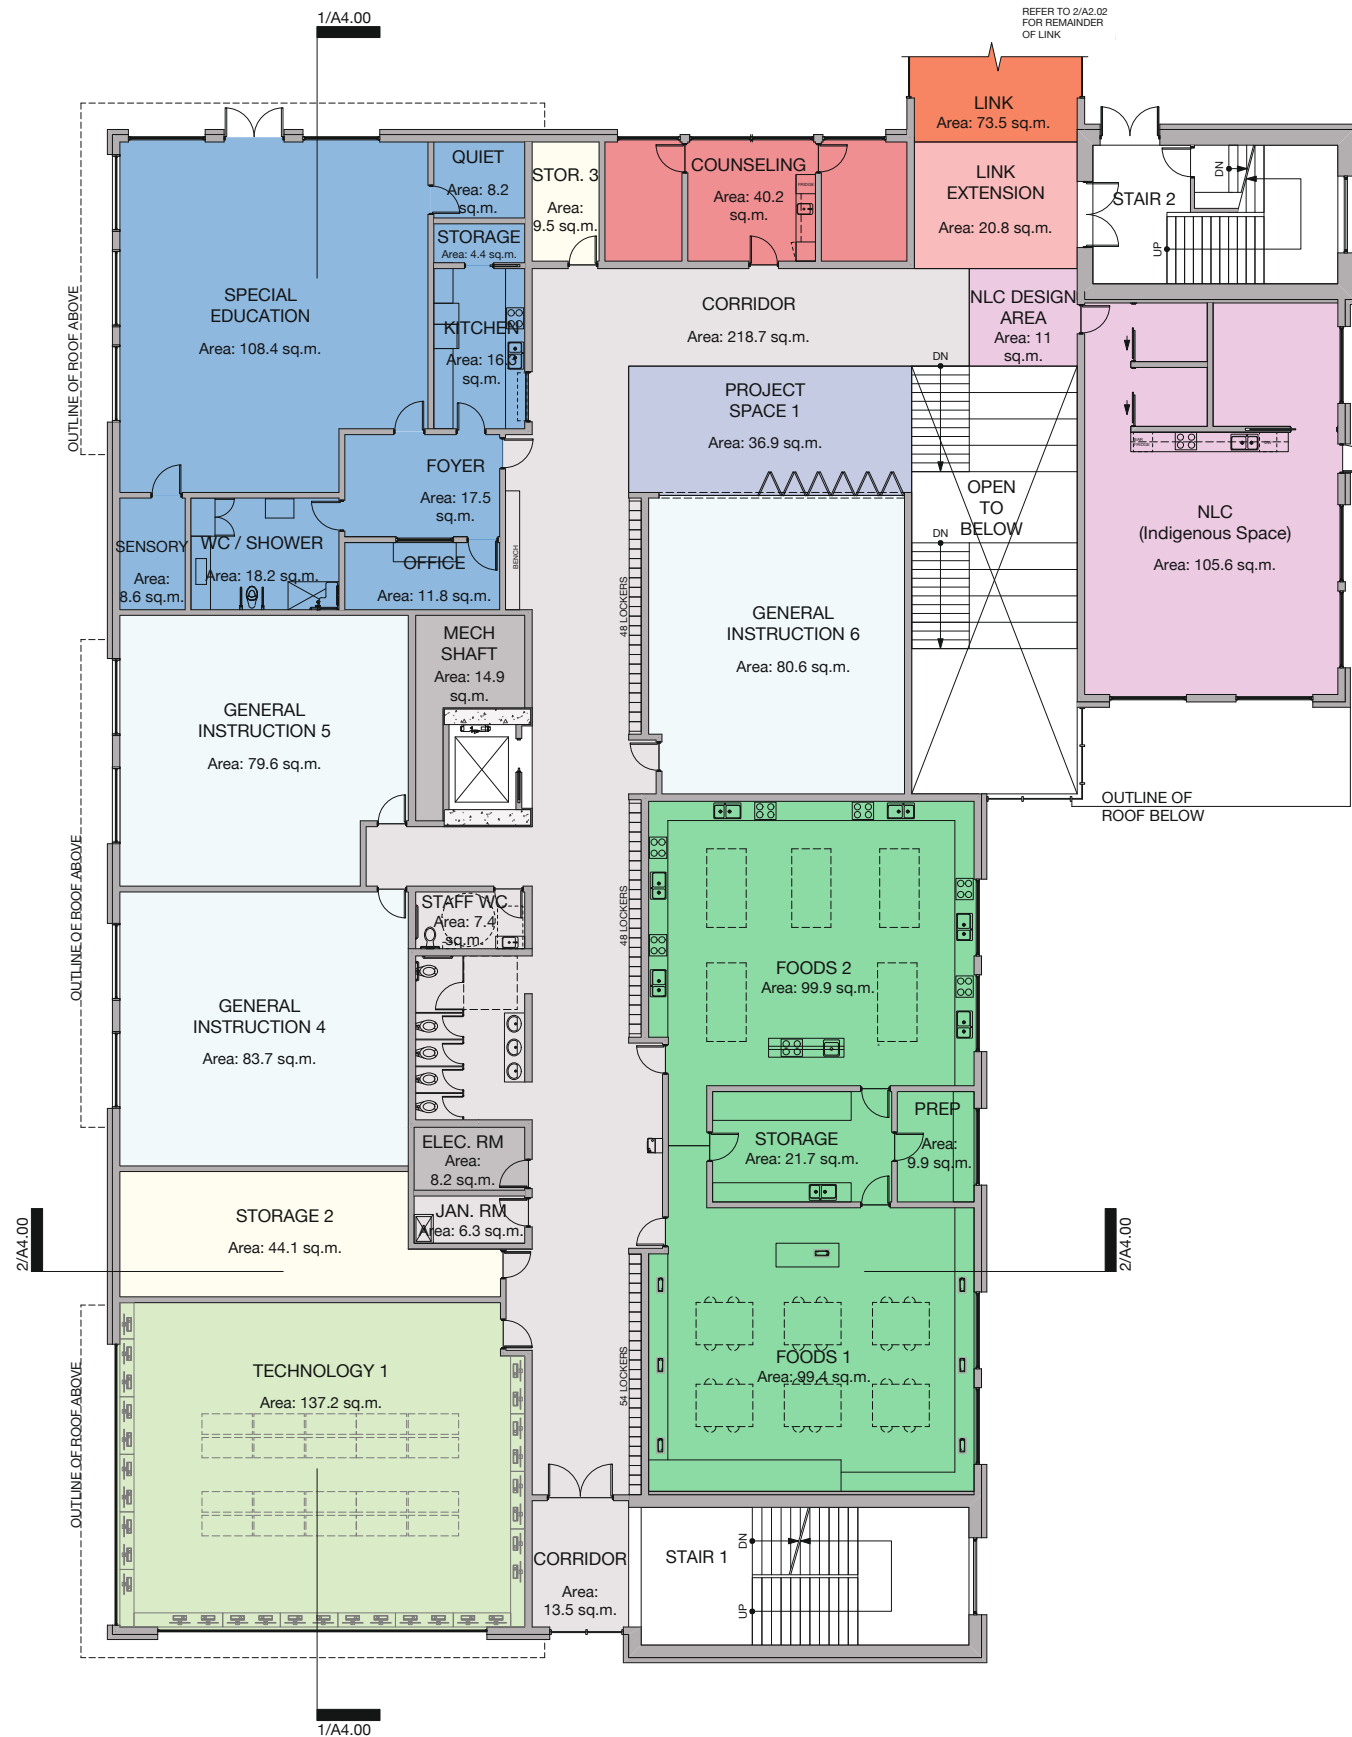 1/A4.00
REFER TO 2/A2.02
FOR REMAINDER
OF LINK
LINK
Area: 73.5 sq.m.
QUIET
Area: 8.2
sq.m.
STOR. 3
Area:
9.5 sq.m.
COUNSELING
Area: 40.2
sq.m.
LINK
EXTENSION
Area: 20.8 sq.m.
STAIR 2
DN
UP
STORAGE
Area: 4.4 sq.m.
OUTLINE OF ROOF ABOVE
SPECIAL
EDUCATION
Area: 108.4 sq.m.
KITCHEN
Area: 16.3
sq.m.
CORRIDOR
Area: 218.7 sq.m.
NLC DESIGN
AREA
Area: 11
sq.m.
DN
PROJECT
SPACE 1
Area: 36.9 sq.m.
FOYER
Area: 17.5
sq.m.
OPEN
TO
BELOW
DN
NLC
(Indigenous Space)
Area: 105.6 sq.m.
SENSORY
Area:
8.6 sq.m.
WC / SHOWER
Area: 18.2 sq.m.
OFFICE
Area: 11.8 sq.m.
BENCH
48 LOCKERS
GENERAL
INSTRUCTION 6
Area: 80.6 sq.m.
MECH
SHAFT
Area: 14.9
sq.m.
GENERAL
INSTRUCTION 5
Area: 79.6 sq.m.
OUTLINE OF
ROOF BELOW
OUTLINE OF ROOF ABOVE
48 LOCKERS
STAFF WC
Area: 7.4
sq.m.
FOODS 2
Area: 99.9 sq.m.
GENERAL
INSTRUCTION 4
Area: 83.7 sq.m.
ELEC. RM
Area:
8.2 sq.m.
STORAGE
Area: 21.7 sq.m.
PREP
Area:
9.9 sq.m.
JAN. RM
Area: 6.3 sq.m.
STORAGE 2
Area: 44.1 sq.m.
2/A4.00
2/A4.00
OUTLINE OF ROOF ABOVE
TECHNOLOGY 1
Area: 137.2 sq.m.
54 LOCKERS
FOODS 1
Area: 99.4 sq.m.
CORRIDOR
Area:
13.5 sq.m.
STAIR 1
DN
UP
1/A4.00